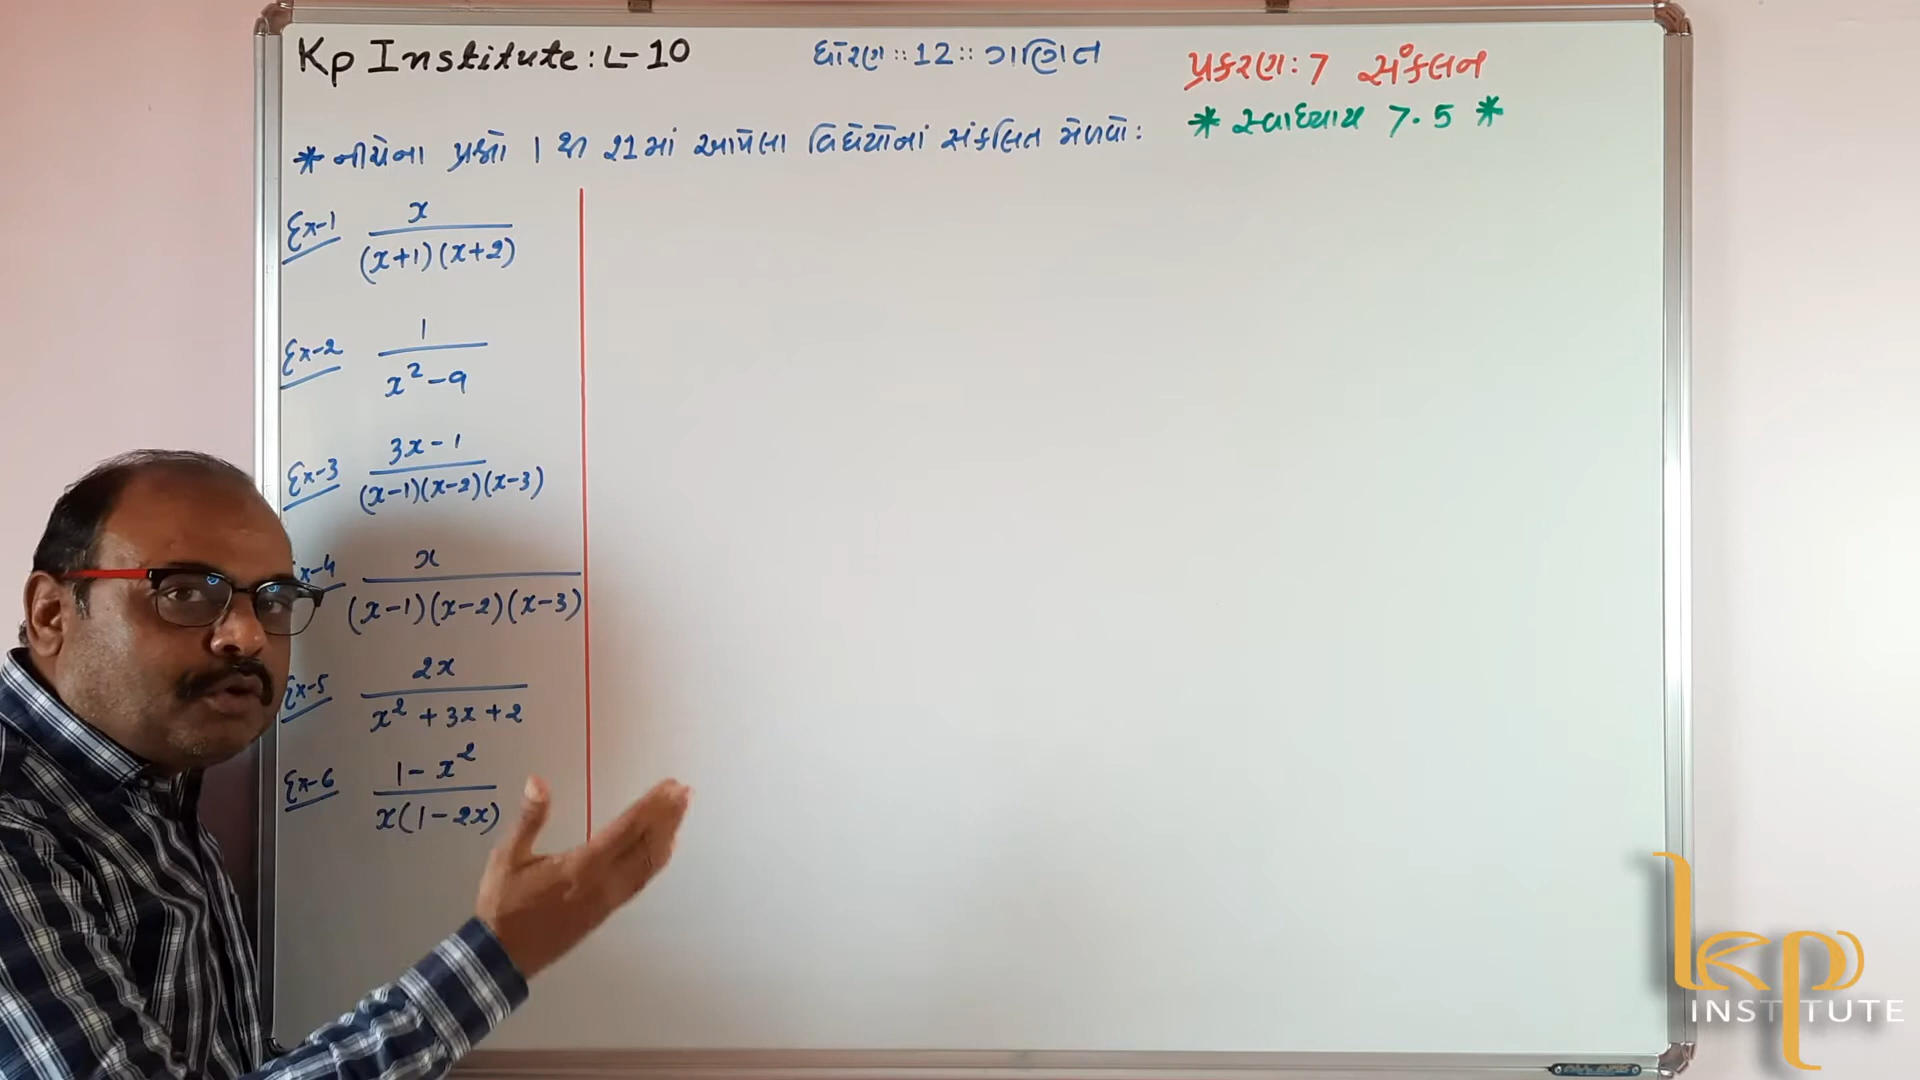 Kp Institute: L-10
ધોરણ :: 12 :: ગણિત
પ્રકરણ: 7 સંકલન
* સ્વાધ્યાય 7.5 *
* નીચેના પ્રશ્નો 1 થી 21માં આપેલા વિધેયોનાં સંકલિત મેળવો:
Ex-1 x
(x+1)(x+2)
Ex-2 1
x² - 9
Ex-3 3x-1
(x-1)(x-2)(x-3)
x-4 x
(x-1)(x-2)(x-3)
Ex-5 2x
x² + 3x + 2
Ex-6 1 - x²
x(1-2x)
kp
INSTITUTE